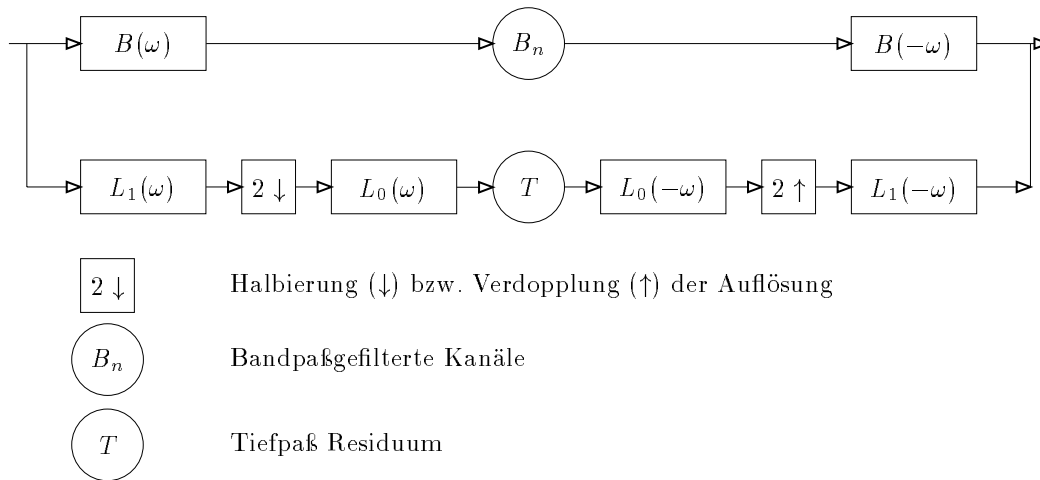 B(ω) B_n B(−ω)
L_1(ω) 2 ↓ L_0(ω) T L_0(−ω) 2 ↑ L_1(−ω)
2 ↓ Halbierung (↓) bzw. Verdopplung (↑) der Auflösung
B_n Bandpaßgefilterte Kanäle
T Tiefpaß Residuum